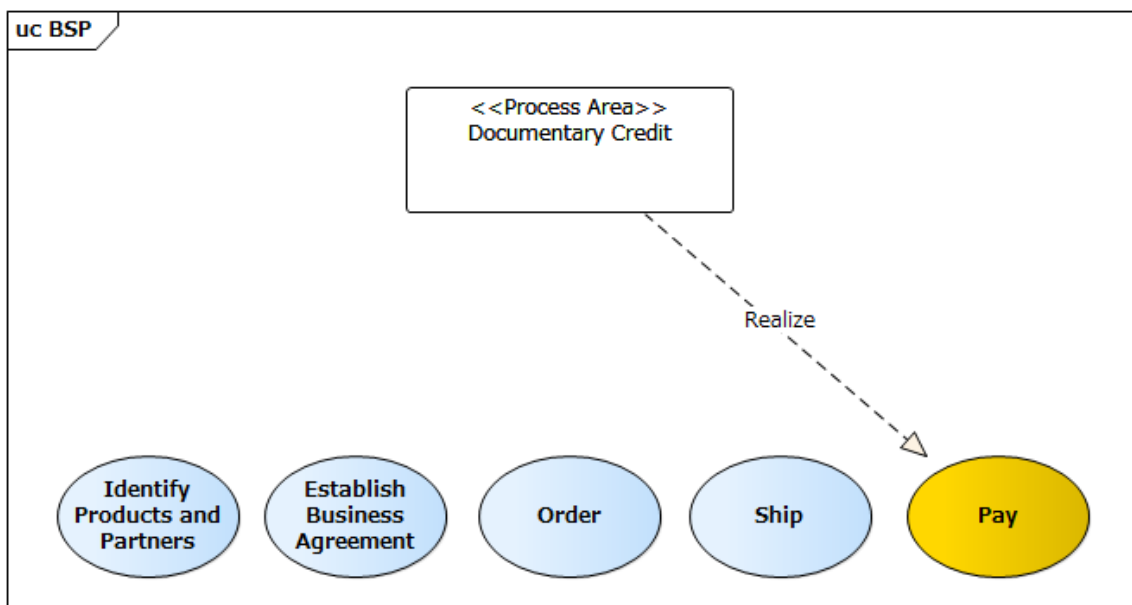 uc BSP
<<Process Area>>
Documentary Credit
Realize
Identify
Products and
Partners
Establish
Business
Agreement
Order
Ship
Pay